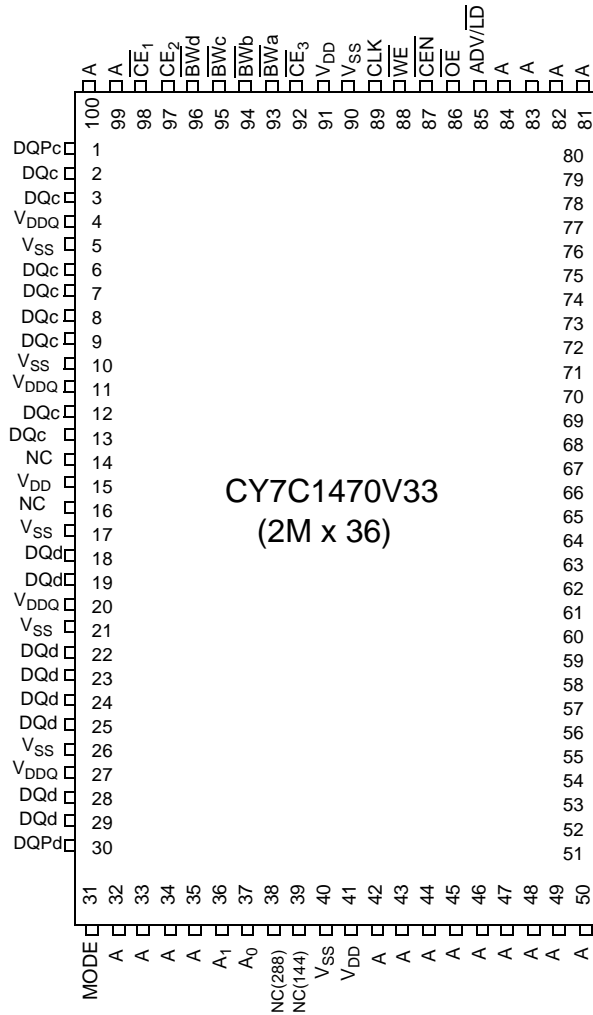 A A CE1 CE2 BWd BWc BWb BWa CE3 VDD VSS CLK WE CEN OE ADV/LD A A A A
100 99 98 97 96 95 94 93 92 91 90 89 88 87 86 85 84 83 82 81
DQPc 1 80
DQc 2 79
DQc 3 78
VDDQ 4 77
VSS 5 76
DQc 6 75
DQc 7 74
DQc 8 73
DQc 9 72
VSS 10 71
VDDQ 11 70
DQc 12 69
DQc 13 68
NC 14 67
VDD 15 66
NC 16 65
VSS 17 64
DQd 18 63
DQd 19 62
VDDQ 20 61
VSS 21 60
DQd 22 59
DQd 23 58
DQd 24 57
DQd 25 56
VSS 26 55
VDDQ 27 54
DQd 28 53
DQd 29 52
DQPd 30 51
CY7C1470V33
(2M x 36)
31 32 33 34 35 36 37 38 39 40 41 42 43 44 45 46 47 48 49 50
MODE A A A A A1 A0 NC(288) NC(144) VSS VDD A A A A A A A A A